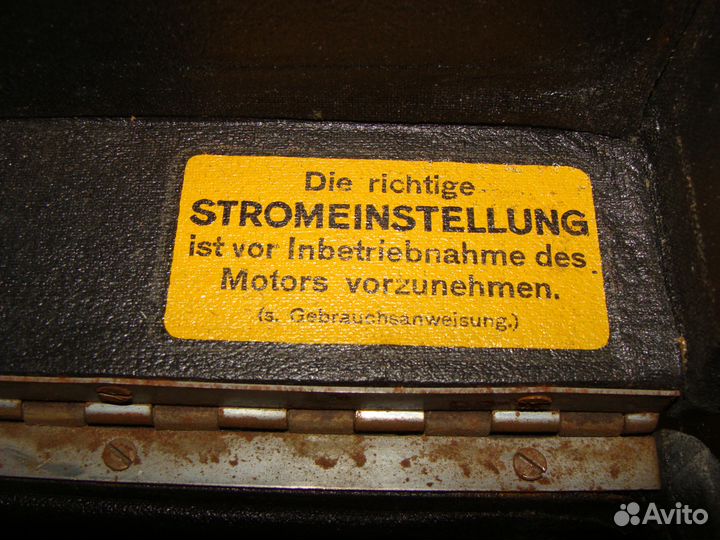 Die richtige
STROMEINSTELLUNG
ist vor Inbetriebnahme des
Motors vorzunehmen.
(s. Gebrauchsanweisung.)
Avito